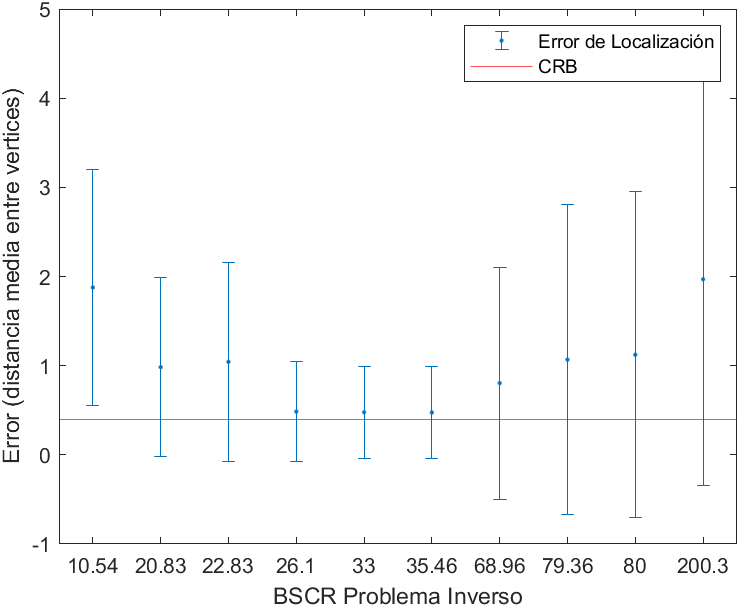 5
4
3
2
1
0
-1
Error (distancia media entre vertices)
Error de Localización
CRB
10.54 20.83 22.83 26.1 33 35.46 68.96 79.36 80 200.3
BSCR Problema Inverso